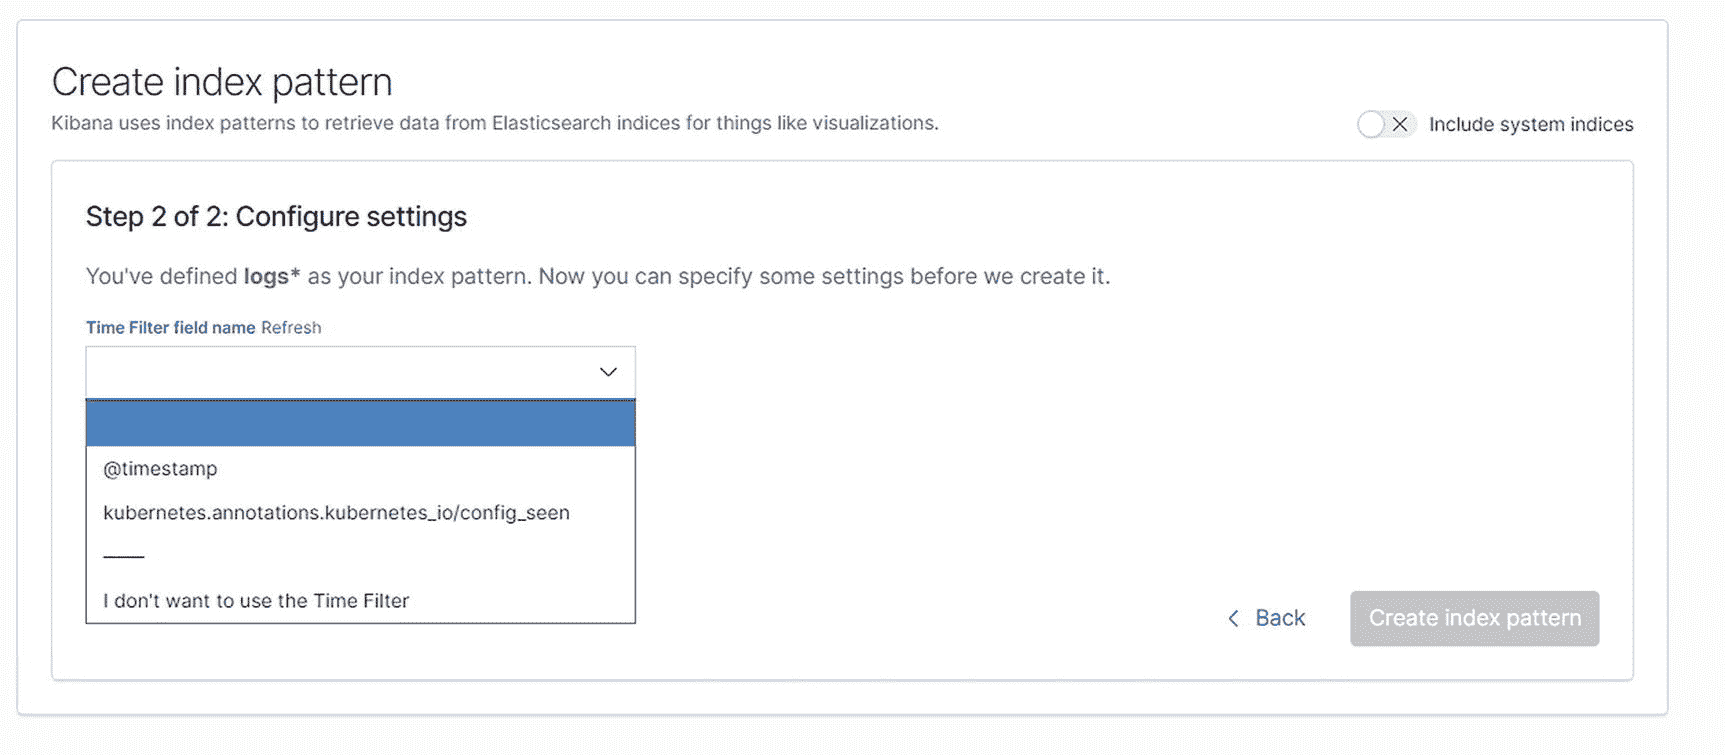 Create index pattern
Kibana uses index patterns to retrieve data from Elasticsearch indices for things like visualizations.
Include system indices
Step 2 of 2: Configure settings
You've defined logs* as your index pattern. Now you can specify some settings before we create it.
Time Filter field name Refresh
@timestamp
kubernetes.annotations.kubernetes_io/config_seen
I don't want to use the Time Filter
Back
Create index pattern